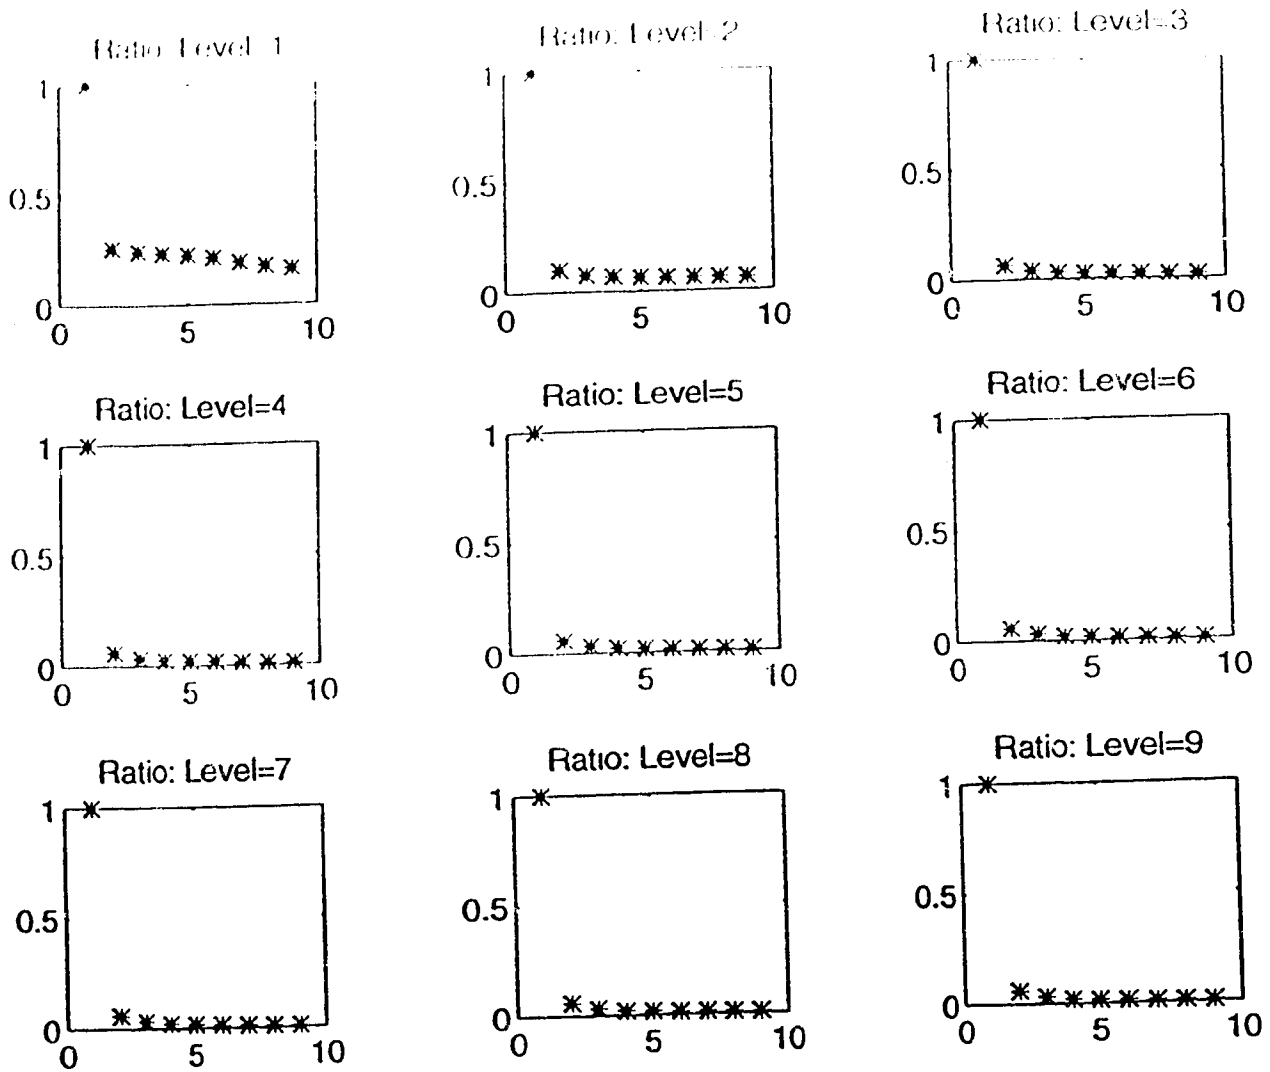 Ratio: Level=1
1
0.5
0
0 5 10
Ratio: Level=2
1
0.5
0
0 5 10
Ratio: Level=3
1
0.5
0
0 5 10
Ratio: Level=4
1
0.5
0
0 5 10
Ratio: Level=5
1
0.5
0
0 5 10
Ratio: Level=6
1
0.5
0
0 5 10
Ratio: Level=7
1
0.5
0
0 5 10
Ratio: Level=8
1
0.5
0
0 5 10
Ratio: Level=9
1
0.5
0
0 5 10